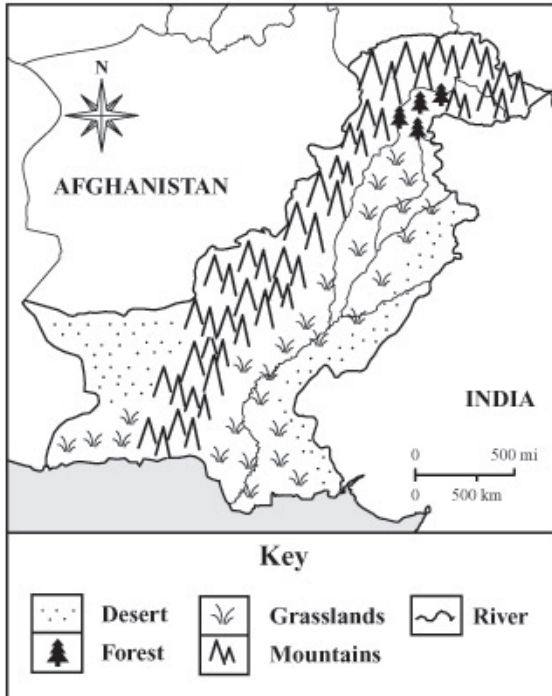 N
AFGHANISTAN
INDIA
0 500 mi
0 500 km
Key
Desert
Grasslands
River
Forest
Mountains